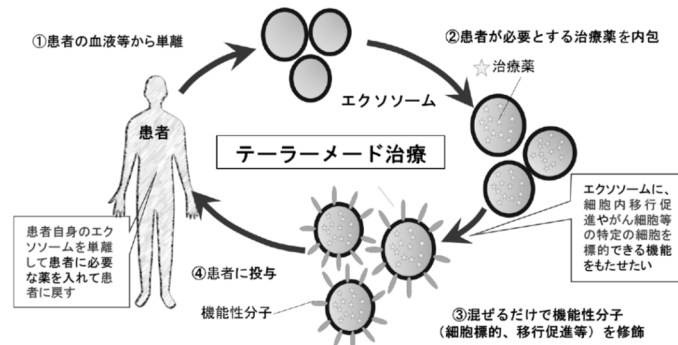 ①患者の血液等から単離
②患者が必要とする治療薬を内包
治療薬
エクソソーム
患者
テーラーメード治療
エクソソームに、
細胞内移行促
進やがん細胞等
の特定の細胞を
標的できる機能
をもたせたい
患者自身のエク
ソソームを単離
して患者に必要
な薬を入れて患
者に戻す
④患者に投与
機能性分子
③混ぜるだけで機能性分子
（細胞標的、移行促進等）を修飾